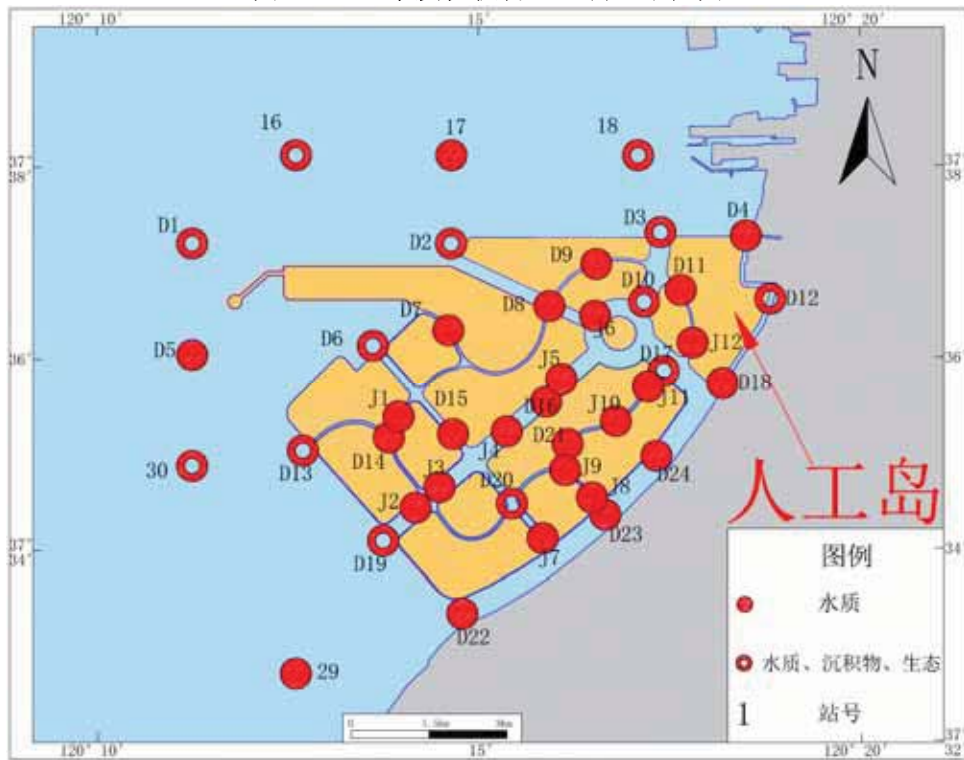 120° 10′
15′
120° 20′
N
16
17
18
37°
38′
37°
38′
D1
D2
D3
D4
D9
D10
D11
D12
D8
J6
D7
D6
D5
36′
36′
J12
D17
D18
J5
J11
D16
J1
D15
J10
D21
D14
J4
D24
30
D13
J3
D20
J9
J8
J2
D23
人工岛
D19
J7
37°
34′
34′
D22
29
图例
水质
水质、沉积物、生态
1 站号
0
120° 10′
15′
120° 20′
37°
32′